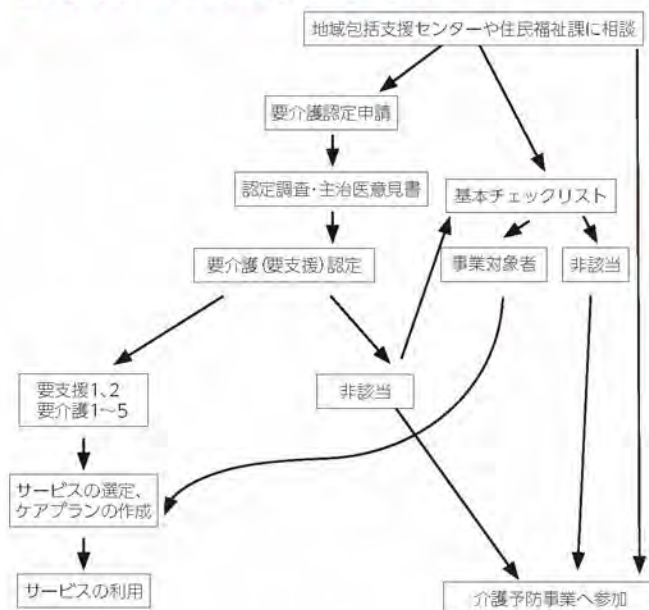 地域包括支援センターや住民福祉課に相談
要介護認定申請
認定調査・主治医意見書
基本チェックリスト
要介護(要支援)認定
事業対象者
非該当
要支援1、2
要介護1~5
非該当
サービスの選定、
ケアプランの作成
サービスの利用
介護予防事業へ参加